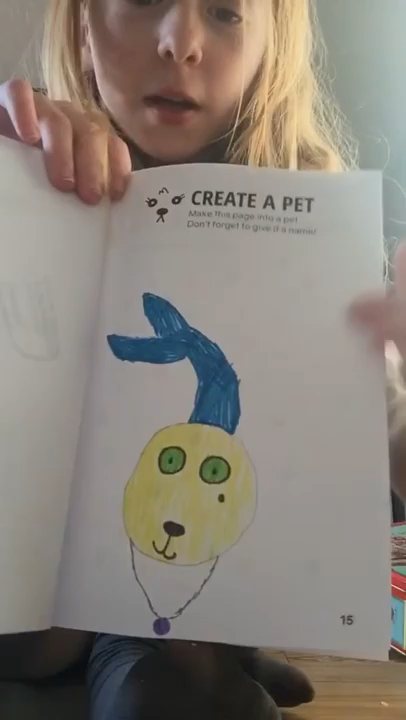 CREATE A PET
Make this page into a pet
Don't forget to give it a name!
15